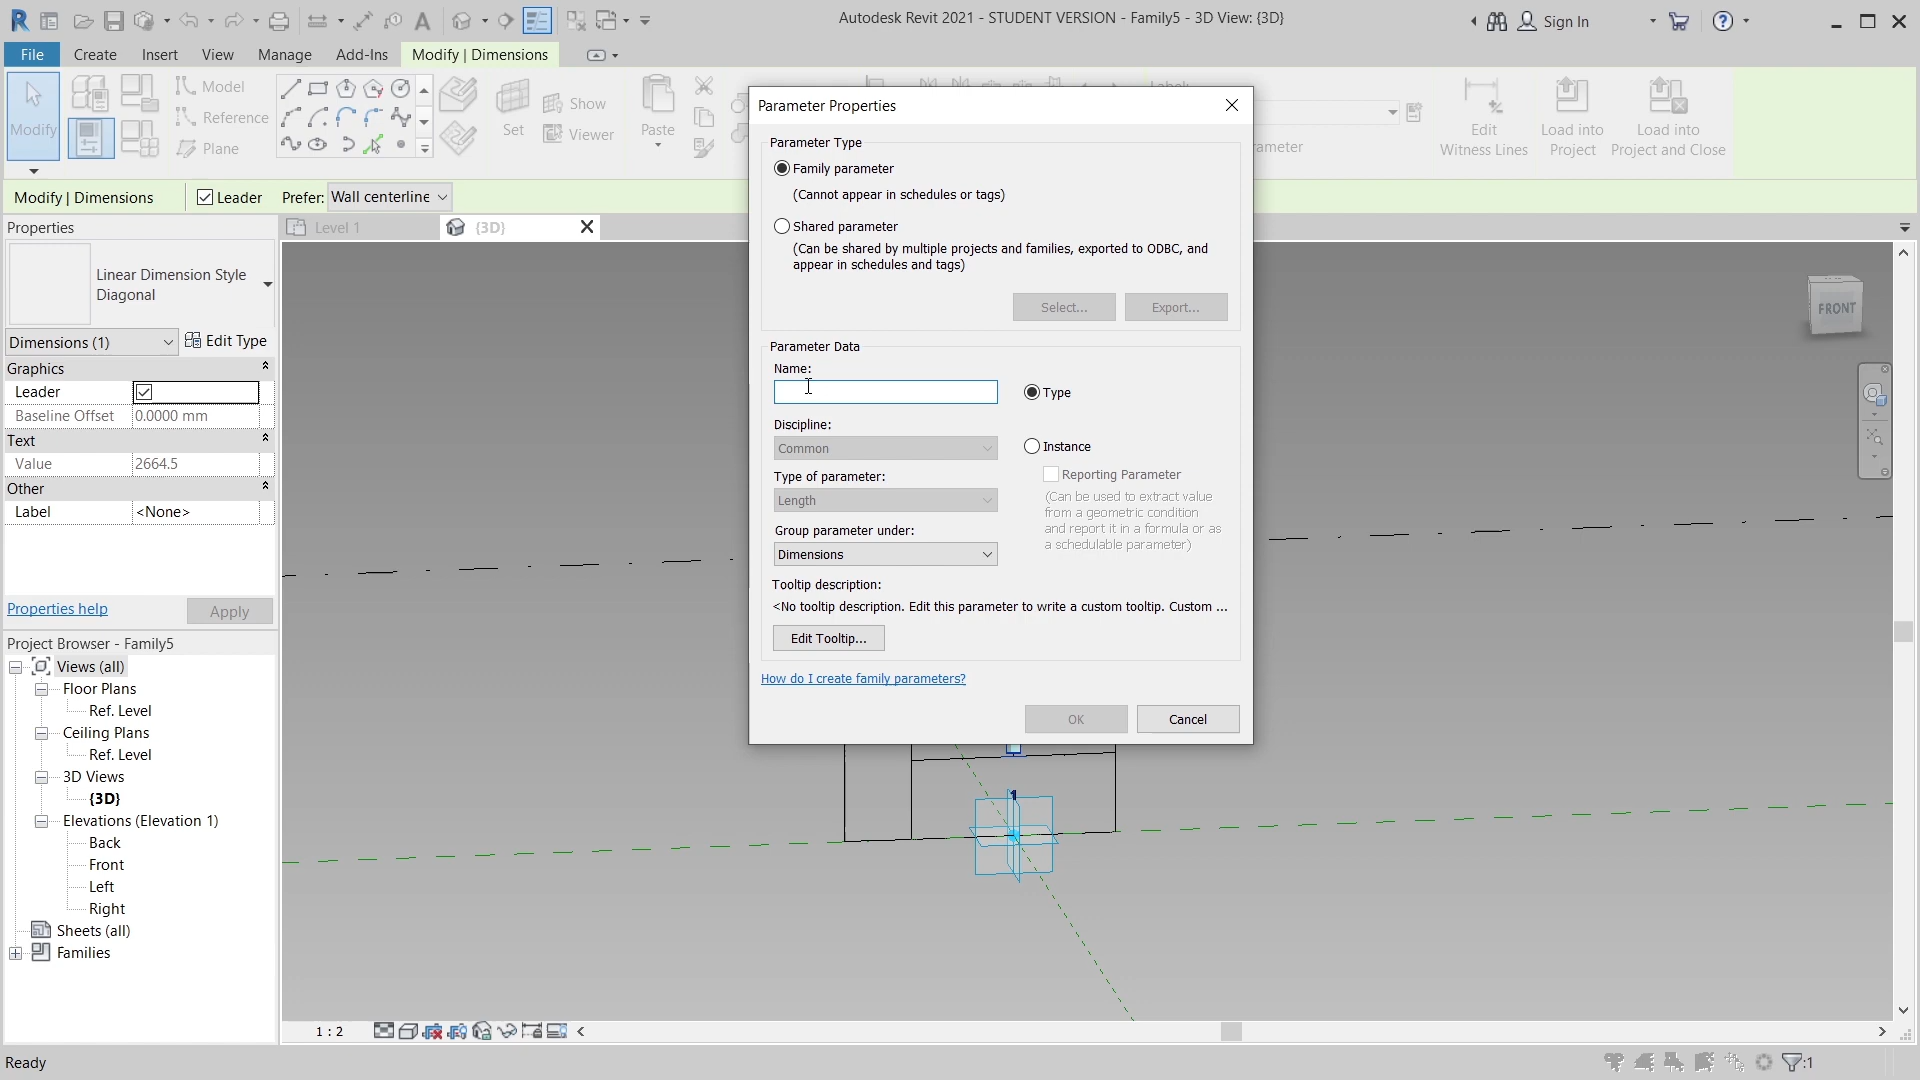 Autodesk Revit 2021 - STUDENT VERSION - Family5 - 3D View: {3D}
Sign In
File
Create
Insert
View
Manage
Add-Ins
Modify | Dimensions
Modify
Model
Reference
Plane
Set
Show
Viewer
Paste
Edit
Witness Lines
Load into
Project
Load into
Project and Close
Modify | Dimensions
Leader
Prefer:
Wall centerline
Properties
Level 1
{3D}
Linear Dimension Style
Diagonal
Dimensions (1)
Edit Type
Graphics
Leader
Baseline Offset
0.0000 mm
Text
Value
2664.5
Other
Label
<None>
Properties help
Apply
Project Browser - Family5
Views (all)
Floor Plans
Ref. Level
Ceiling Plans
Ref. Level
3D Views
{3D}
Elevations (Elevation 1)
Back
Front
Left
Right
Sheets (all)
Families
Parameter Properties
Parameter Type
Family parameter
(Cannot appear in schedules or tags)
Shared parameter
(Can be shared by multiple projects and families, exported to ODBC, and
appear in schedules and tags)
Select...
Export...
Parameter Data
Name:
Type
Discipline:
Common
Instance
Type of parameter:
Length
Reporting Parameter
(Can be used to extract value
from a geometric condition
and report it in a formula or as
a schedulable parameter)
Group parameter under:
Dimensions
Tooltip description:
<No tooltip description. Edit this parameter to write a custom tooltip. Custom ...
Edit Tooltip...
How do I create family parameters?
OK
Cancel
FRONT
1
1 : 2
Ready
:1